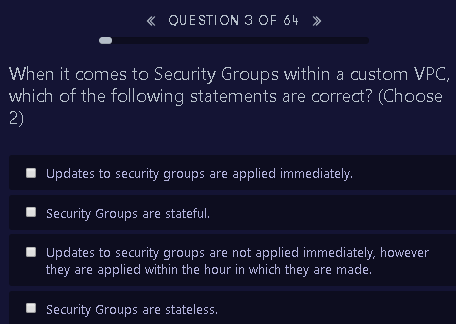 « QUESTION 3 OF 64 »
When it comes to Security Groups within a custom VPC,
which of the following statements are correct? (Choose
2)
Updates to security groups are applied immediately.
Security Groups are stateful.
Updates to security groups are not applied immediately, however
they are applied within the hour in which they are made.
Security Groups are stateless.